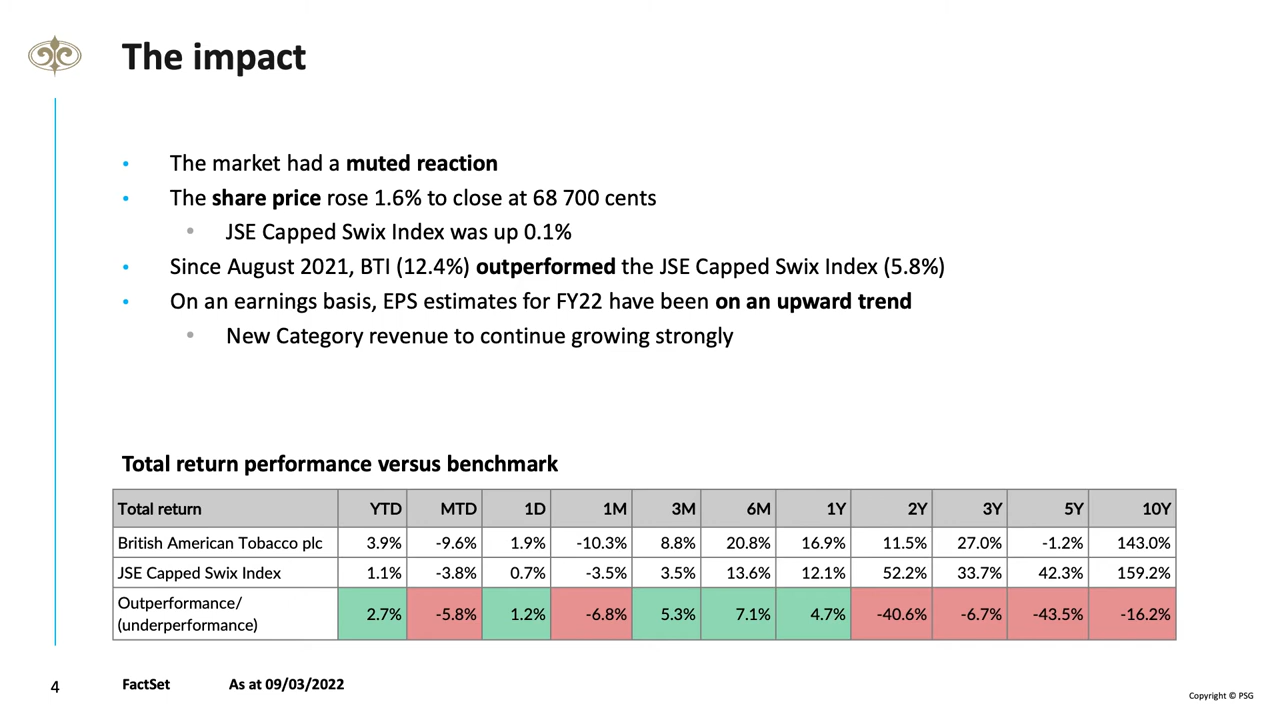 The impact
• The market had a muted reaction
• The share price rose 1.6% to close at 68 700 cents
• JSE Capped Swix Index was up 0.1%
• Since August 2021, BTI (12.4%) outperformed the JSE Capped Swix Index (5.8%)
• On an earnings basis, EPS estimates for FY22 have been on an upward trend
• New Category revenue to continue growing strongly
Total return performance versus benchmark
Total return YTD MTD 1D 1M 3M 6M 1Y 2Y 3Y 5Y 10Y
British American Tobacco plc 3.9% -9.6% 1.9% -10.3% 8.8% 20.8% 16.9% 11.5% 27.0% -1.2% 143.0%
JSE Capped Swix Index 1.1% -3.8% 0.7% -3.5% 3.5% 13.6% 12.1% 52.2% 33.7% 42.3% 159.2%
Outperformance/
(underperformance) 2.7% -5.8% 1.2% -6.8% 5.3% 7.1% 4.7% -40.6% -6.7% -43.5% -16.2%
4 FactSet As at 09/03/2022
Copyright © PSG